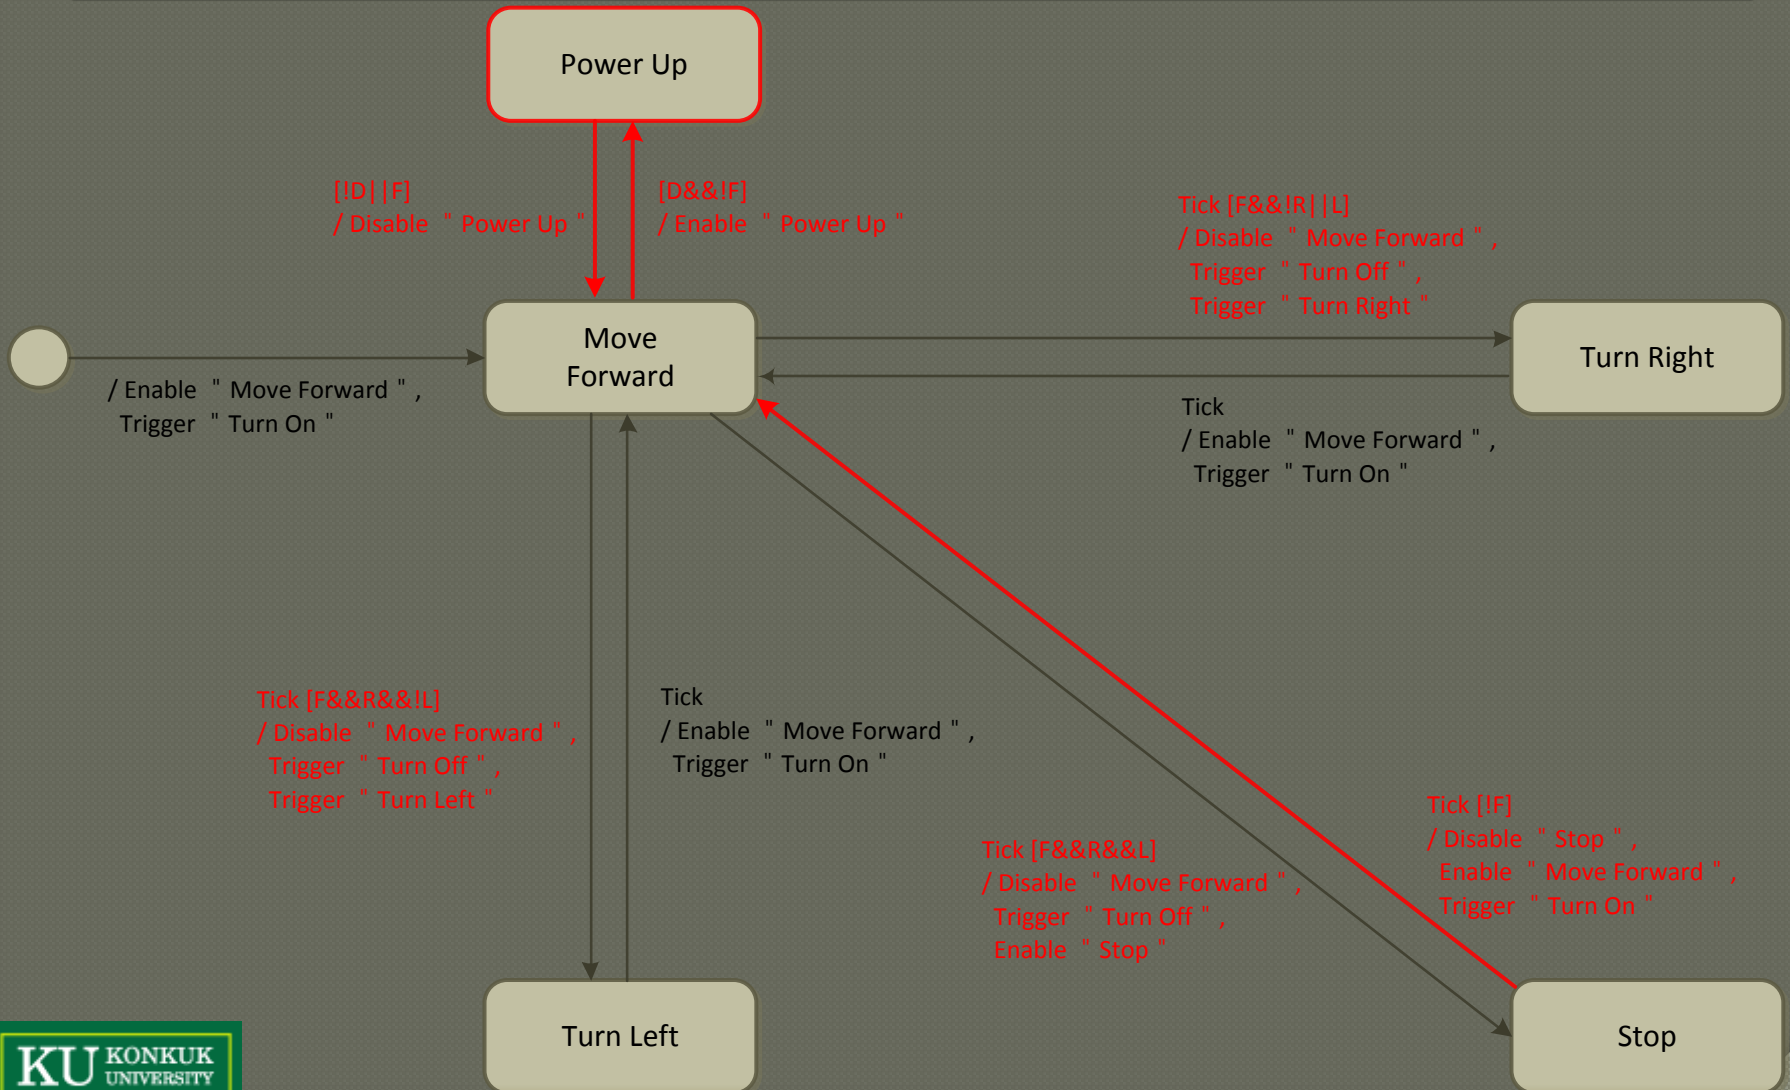 Power Up
[!D||F]
/ Disable " Power Up "
[D&&!F]
/ Enable " Power Up "
Tick [F&&!R||L]
/ Disable " Move Forward " ,
Trigger " Turn Off " ,
Trigger " Turn Right "
Move
Forward
Turn Right
/ Enable " Move Forward " ,
Trigger " Turn On "
Tick
/ Enable " Move Forward " ,
Trigger " Turn On "
Tick [F&&R&&!L]
/ Disable " Move Forward " ,
Trigger " Turn Off " ,
Trigger " Turn Left "
Tick
/ Enable " Move Forward " ,
Trigger " Turn On "
Tick [F&&R&&L]
/ Disable " Move Forward " ,
Trigger " Turn Off " ,
Enable " Stop "
Tick [!F]
/ Disable " Stop " ,
Enable " Move Forward " ,
Trigger " Turn On "
Turn Left
Stop
KU KONKUK
UNIVERSITY